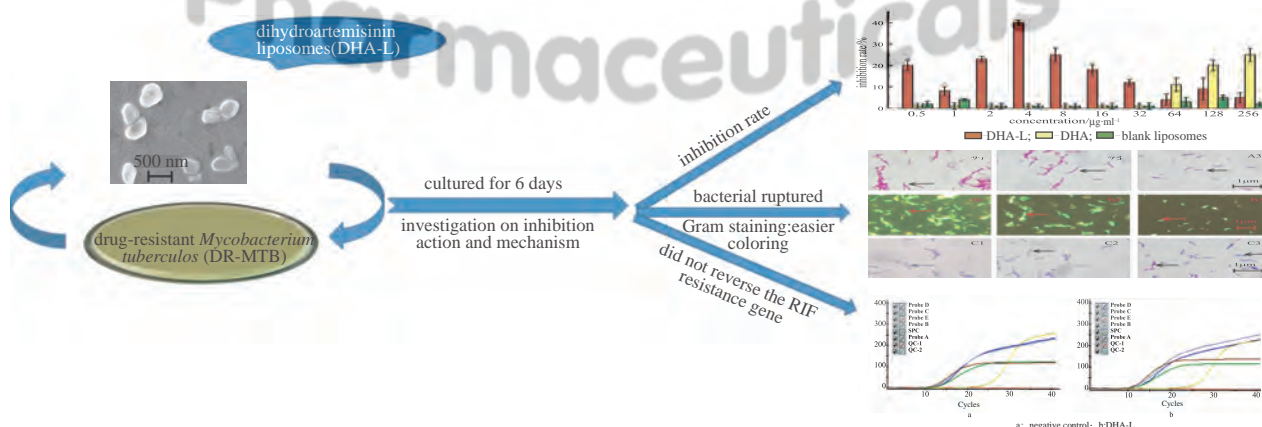 Pharmaceuticals
dihydroartemisinin
liposomes(DHA-L)
500 nm
drug-resistant Mycobacterium
tuberculos (DR-MTB)
cultured for 6 days
investigation on inhibition
action and mechanism
inhibition rate
bacterial ruptured
Gram staining:easier
coloring
did not reverse the RIF
resistance gene
inhibition rate/%
40
30
20
10
0
0.5 1 2 4 8 16 32 64 128 256
concentration/μg·ml⁻¹
DHA-L; DHA; blank liposomes
A3
1μm
C1
C2
C3
1μm
400
300
200
100
0
Probe D
Probe C
Probe E
Probe B
SPC
Probe A
QC-1
QC-2
10 20 30 40
Cycles
a
400
300
200
100
0
Probe D
Probe C
Probe E
Probe B
SPC
Probe A
QC-1
QC-2
10 20 30 40
Cycles
b
a: negative control; b:DHA-L